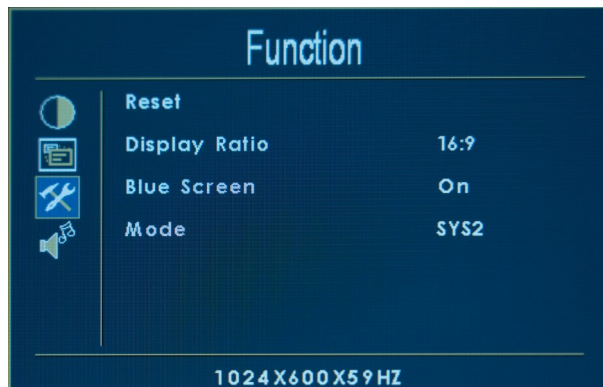 Function
Reset
Display Ratio 16:9
Blue Screen On
Mode SYS2
1024X600X59HZ